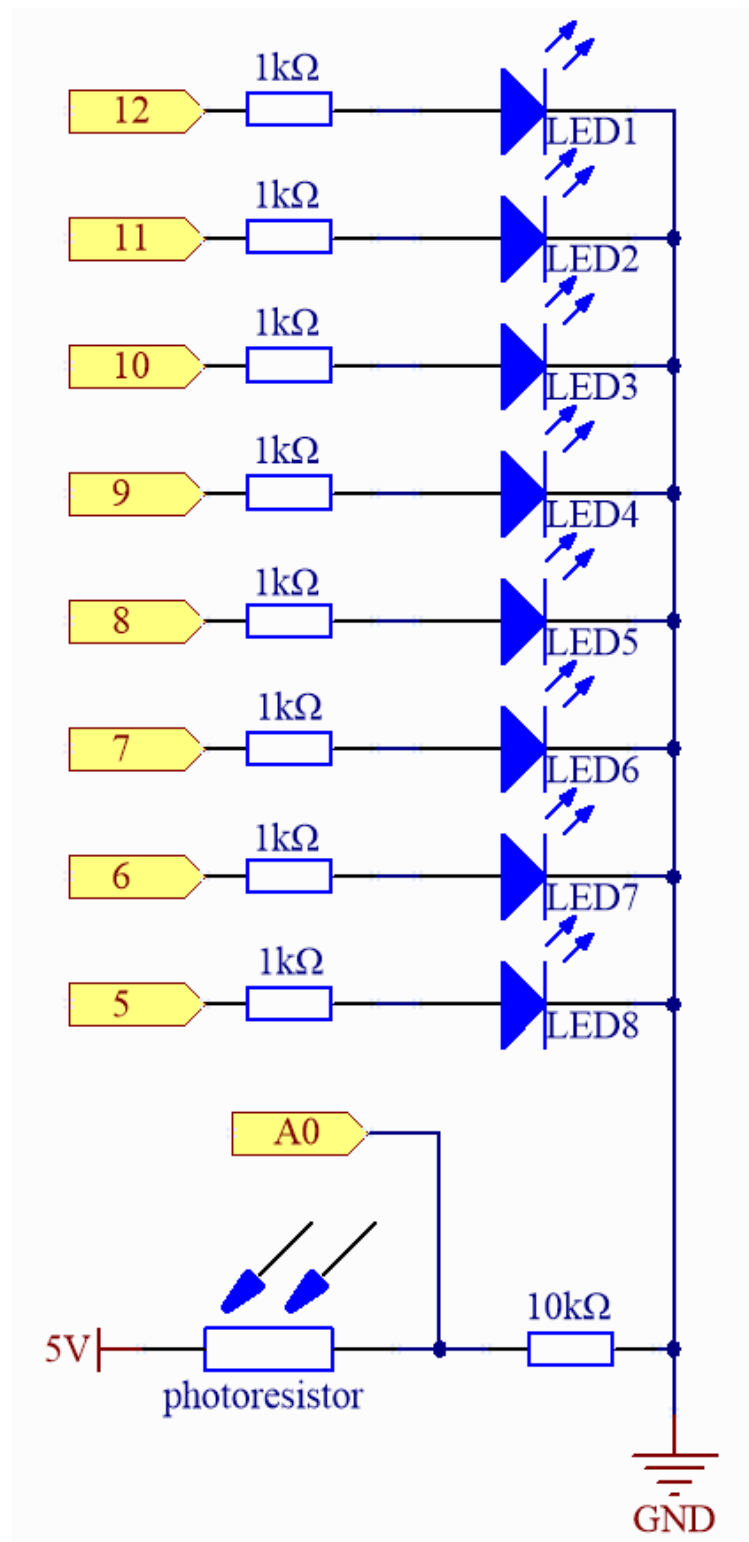 1kΩ
12
LED1
1kΩ
11
LED2
1kΩ
10
LED3
1kΩ
9
LED4
1kΩ
8
LED5
1kΩ
7
LED6
1kΩ
6
LED7
1kΩ
5
LED8
A0
10kΩ
5V
photoresistor
GND